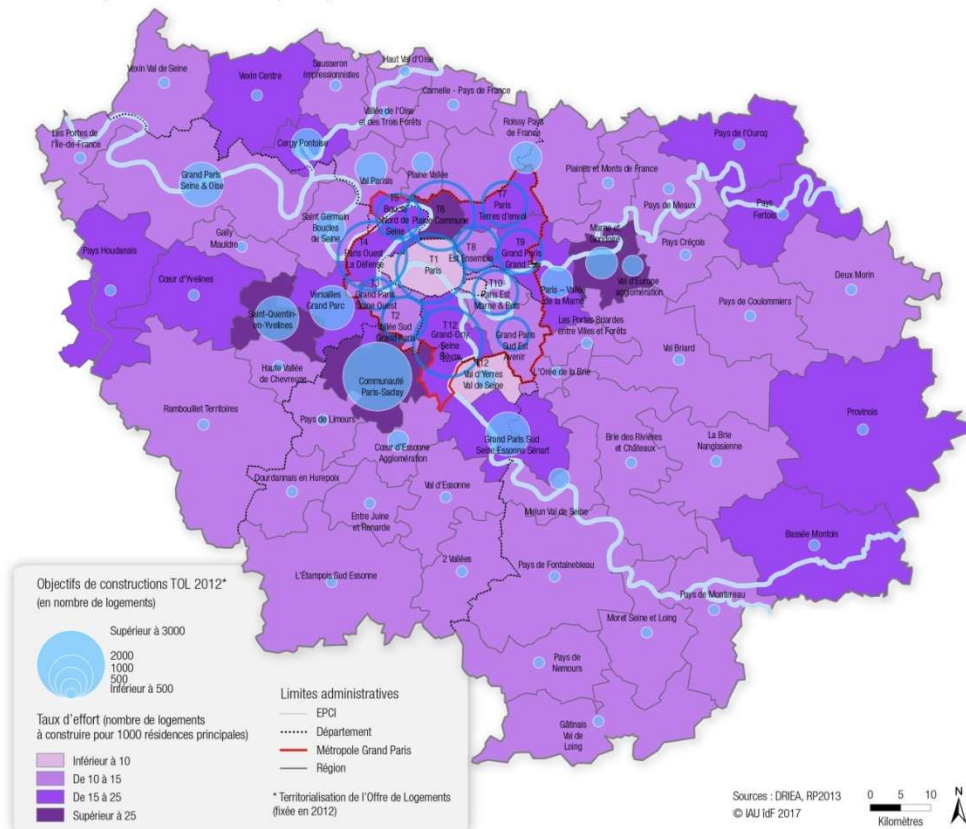 Haut Val d'Oise
Vexin Val de Seine
Sausseron
Impressionnistes
Vexin Centre
Carnelle - Pays de France
Vallée de l'Oise
et des Trois Forêts
Roissy Pays
de France
Les Portes de
l'Île-de-France
Cergy Pontoise
Pays de l'Ourcq
Val Parisis
Plaine Vallée
Plaines et Monts de France
Grand Paris
Seine & Oise
Pays de Meaux
T5
Boucle
Nord de
Seine
T6
Plaine Commune
T7
Paris
Terres d'envol
Pays
Fertois
Saint Germain
Boucles
de Seine
Marne et
Gondoire
Gally
Mauldre
T4
Paris Ouest
La Défense
T8
Est Ensemble
T9
Grand Paris
Grand Est
Pays Créçois
Pays Houdanais
T1
Paris
Val d'Europe
agglomération
Deux Morin
Cœur d'Yvelines
T3
Grand Paris
Seine Ouest
T10
Paris Est
Marne & Bois
Paris – Vallée
de la Marne
Versailles
Grand Parc
Pays de Coulommiers
Saint-Quentin-
en-Yvelines
T2
Vallée Sud
Grand Paris
T12
Grand-Orly
Seine
Bièvre
Grand Paris
Sud Est
Avenir
Les Portes Briardes
entre Villes et Forêts
Val Briard
T12
Val d'Yerres
Val de Seine
L'Orée de la Brie
Haute Vallée
de Chevreuse
Communauté
Paris-Saclay
Rambouillet Territoires
Pays de Limours
Provinois
Cœur d'Essonne
Agglomération
Grand Paris Sud
Seine Essonne Sénart
Brie des Rivières
et Châteaux
La Brie
Nangissienne
Dourdannais en Hurepoix
Val d'Essonne
Melun Val de Seine
Entre Juine
et Renarde
Bassée Montois
2 Vallées
L'Étampois Sud Essonne
Pays de Fontainebleau
Pays de Montereau
Moret Seine et Loing
Pays de
Nemours
Gâtinais
Val de
Loing
Objectifs de constructions TOL 2012*
(en nombre de logements)
Supérieur à 3000
2000
1000
500
Inférieur à 500
Taux d'effort (nombre de logements
à construire pour 1000 résidences principales)
Inférieur à 10
De 10 à 15
De 15 à 25
Supérieur à 25
Limites administratives
EPCI
Département
Métropole Grand Paris
Région
* Territorialisation de l'Offre de Logements
(fixée en 2012)
Sources : DRIEA, RP2013
© IAU îdF 2017
0 5 10
Kilomètres
N